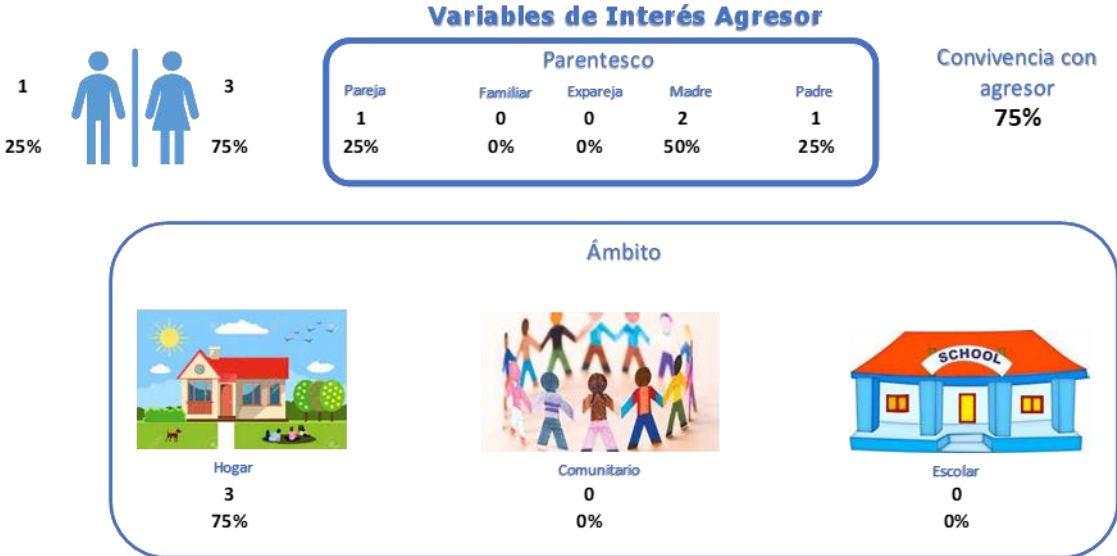 Variables de Interés Agresor
1
25%
3
75%
Parentesco
Pareja Familiar Expareja Madre Padre
1 0 0 2 1
25% 0% 0% 50% 25%
Convivencia con
agresor
75%
Ámbito
SCHOOL
Hogar Comunitario Escolar
3 0 0
75% 0% 0%